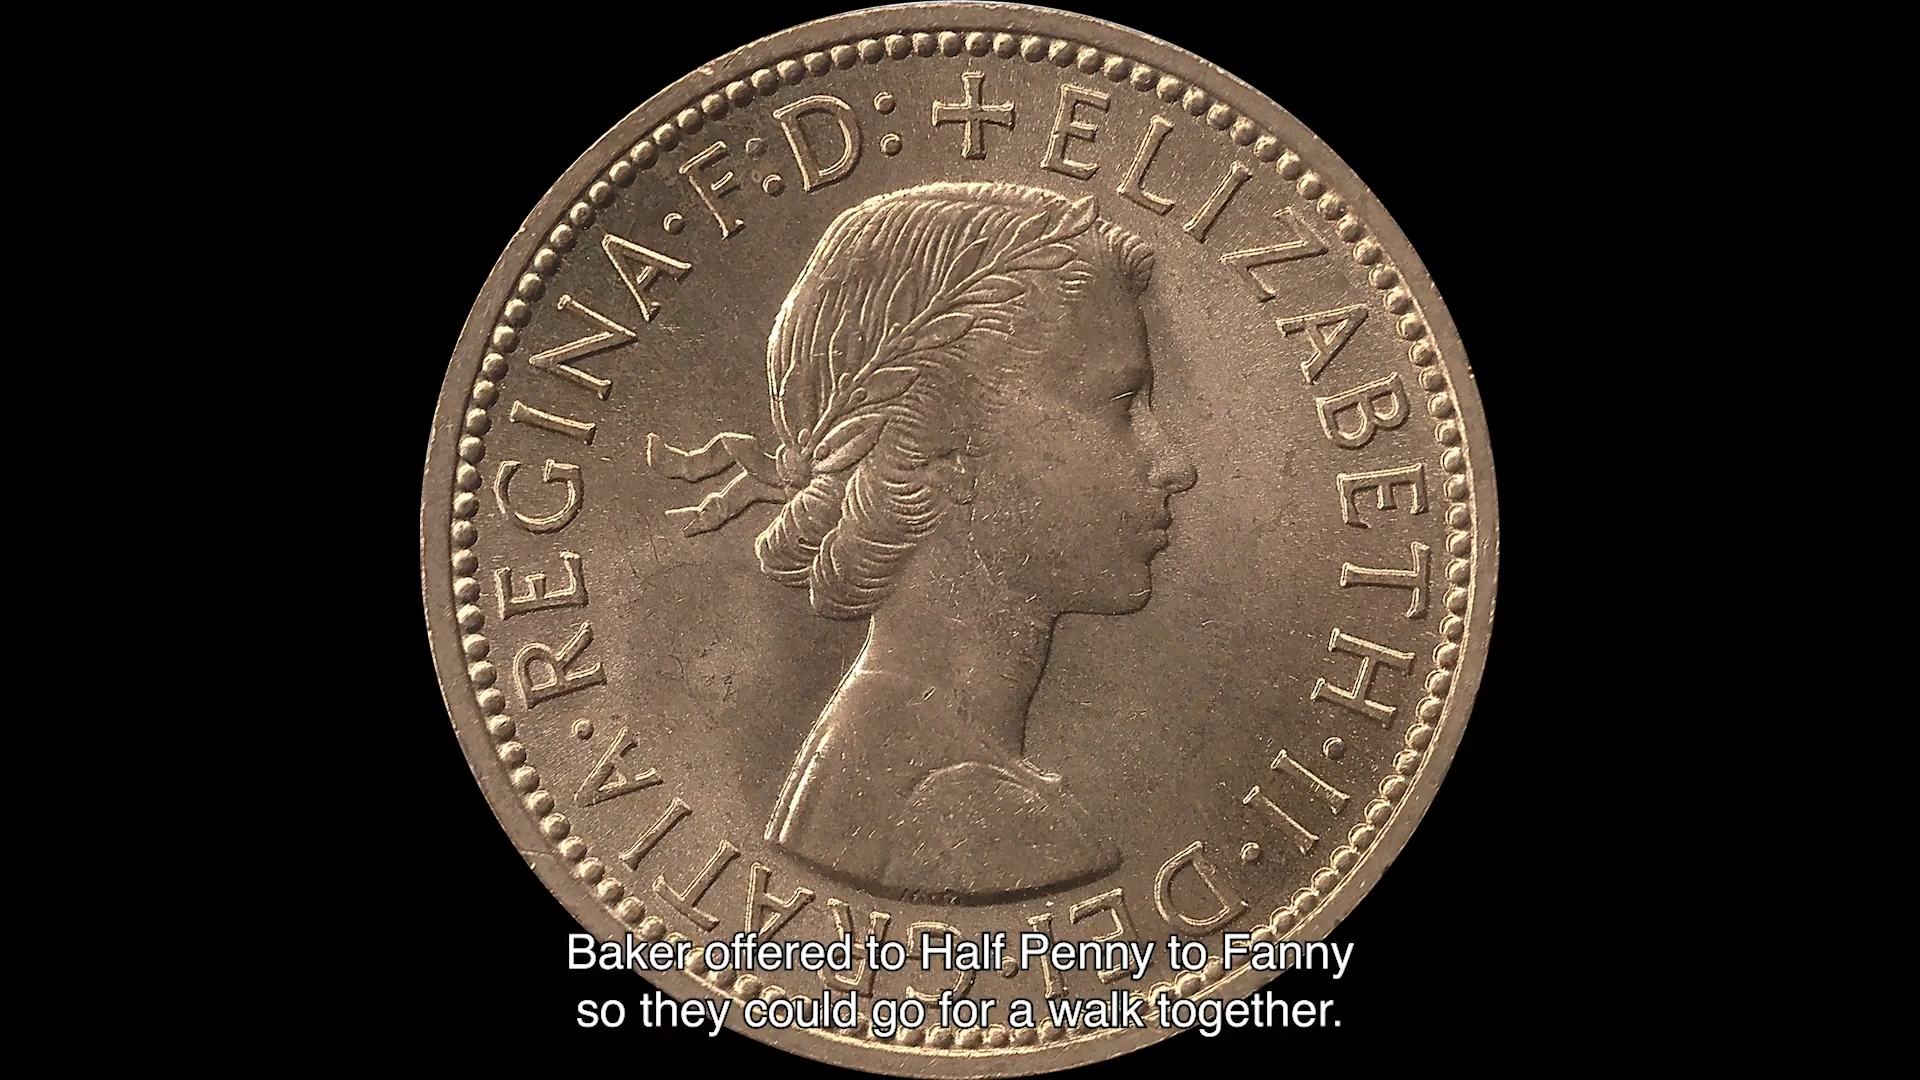 + ELIZABETH·II·DEI·GRATIA·REGINA·F:D:
Baker offered to Half Penny to Fanny
so they could go for a walk together.